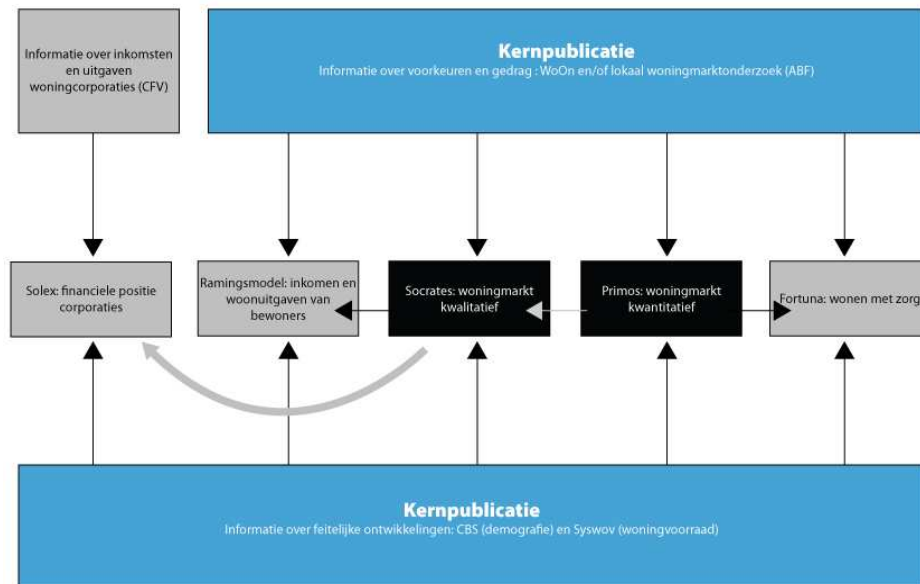 Informatie over inkomsten
en uitgaven
woningcorporaties (CFV)
Kernpublicatie
Informatie over voorkeuren en gedrag : WoOn en/of lokaal woningmarktonderzoek (ABF)
Solex: financiele positie
corporaties
Ramingsmodel: inkomen en
woonuitgaven van
bewoners
Socrates: woningmarkt
kwalitatief
Primos: woningmarkt
kwantitatief
Fortuna: wonen met zorg
Kernpublicatie
Informatie over feitelijke ontwikkelingen: CBS (demografie) en Syswov (woningvoorraad)